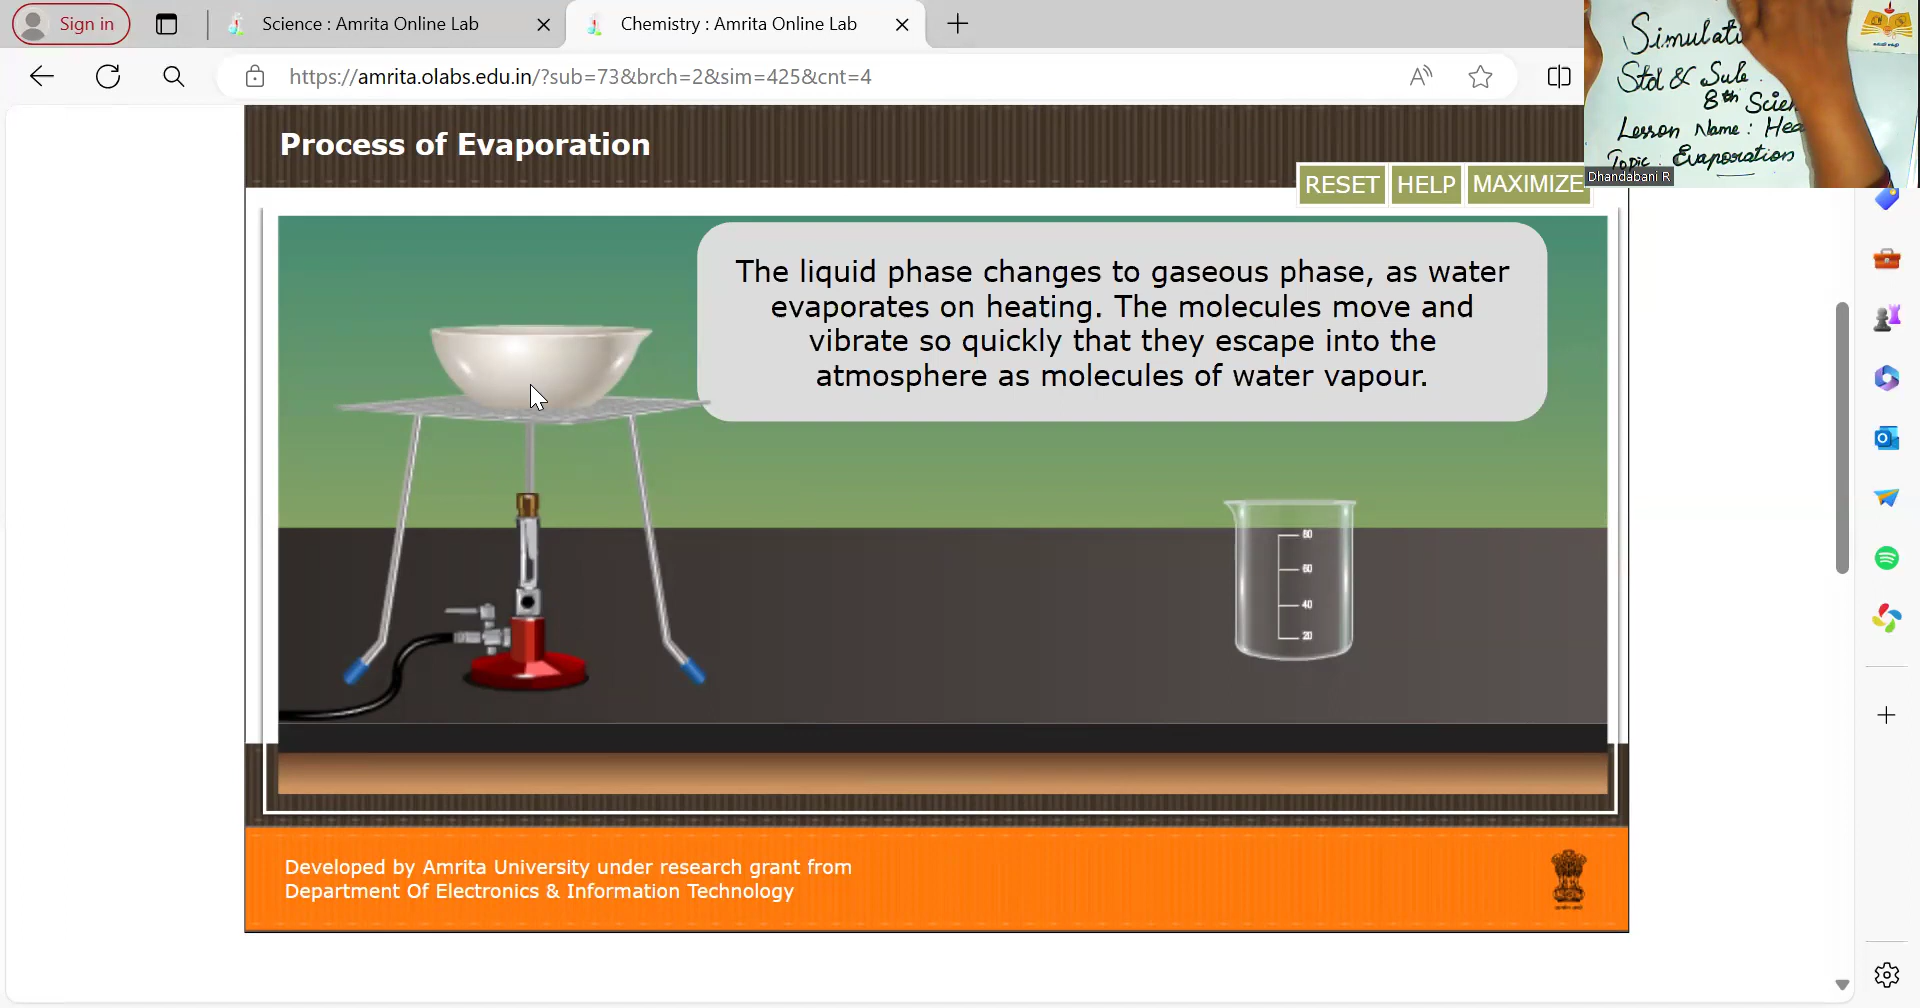 Sign in
Science : Amrita Online Lab
Chemistry : Amrita Online Lab
https://amrita.olabs.edu.in/?sub=73&brch=2&sim=425&cnt=4
Simulati
Std & Sub
8th Scien
Lesson Name : Hea
Topic : Evaporation
Dhandabani R
Process of Evaporation
RESET
HELP
MAXIMIZE
The liquid phase changes to gaseous phase, as water
evaporates on heating. The molecules move and
vibrate so quickly that they escape into the
atmosphere as molecules of water vapour.
80
60
40
20
Developed by Amrita University under research grant from
Department Of Electronics & Information Technology